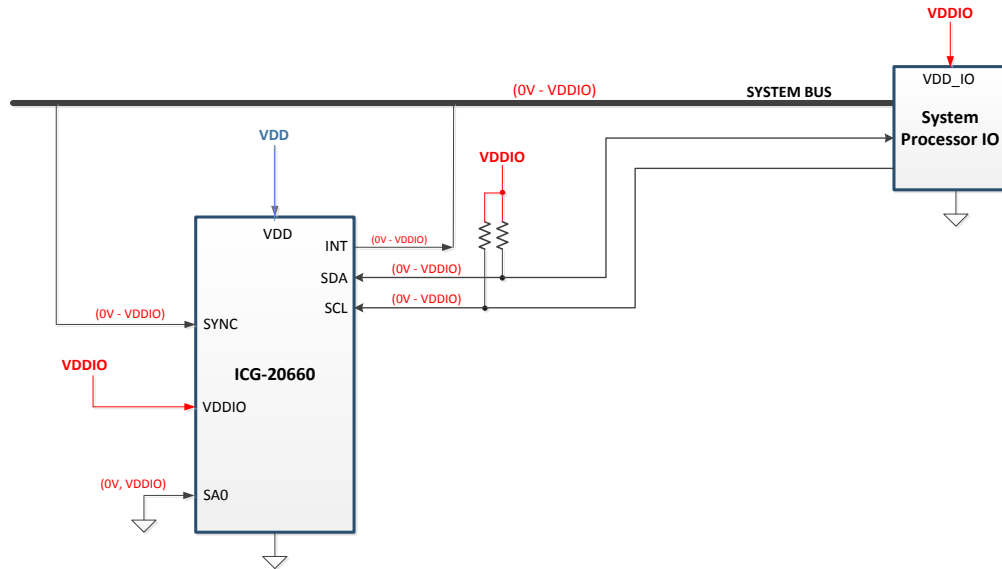 VDDIO
VDD_IO
(0V - VDDIO)
SYSTEM BUS
System
Processor IO
VDD
VDDIO
VDD
INT
(0V - VDDIO)
SDA
(0V - VDDIO)
SCL
(0V - VDDIO)
(0V - VDDIO)
SYNC
ICG-20660
VDDIO
VDDIO
(0V, VDDIO)
SA0